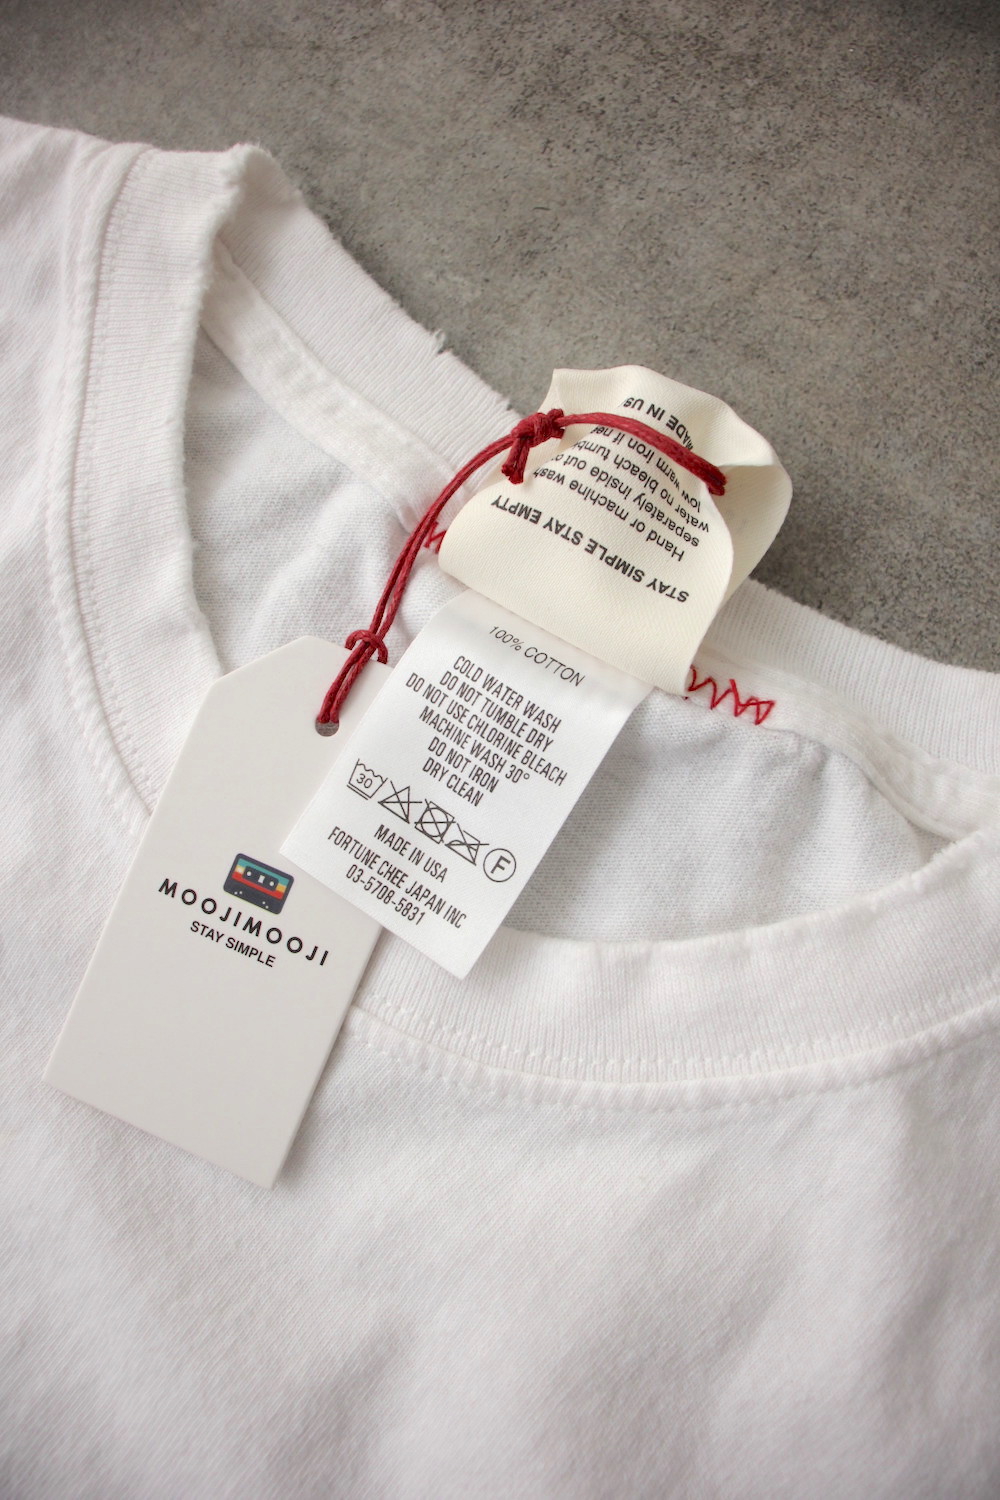 MADE IN US
low warm iron if nec
water no bleach tumb
separately inside out c
Hand or machine wash
STAY SIMPLE STAY EMPTY
100% COTTON
COLD WATER WASH
DO NOT TUMBLE DRY
DO NOT USE CHLORINE BLEACH
MACHINE WASH 30°
DO NOT IRON
DRY CLEAN
30 F
MADE IN USA
FORTUNE CHEE JAPAN INC
03-5708-5831
MOOJIMOOJI
STAY SIMPLE